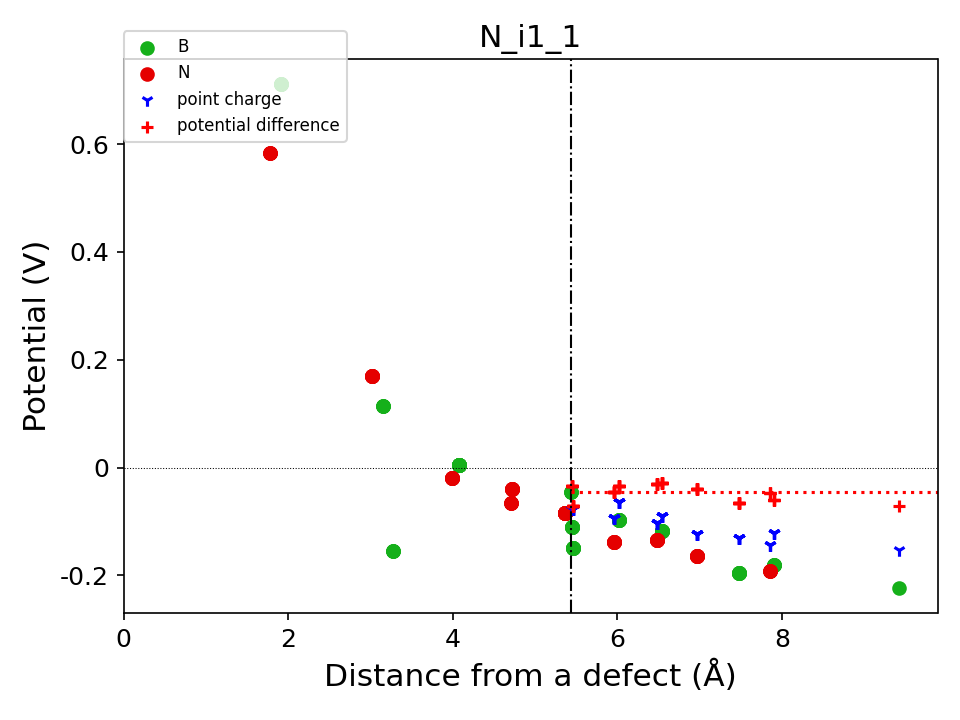 N_i1_1
B
N
point charge
potential difference
0.6
0.4
0.2
0
-0.2
Potential (V)
0
2
4
6
8
Distance from a defect (Å)